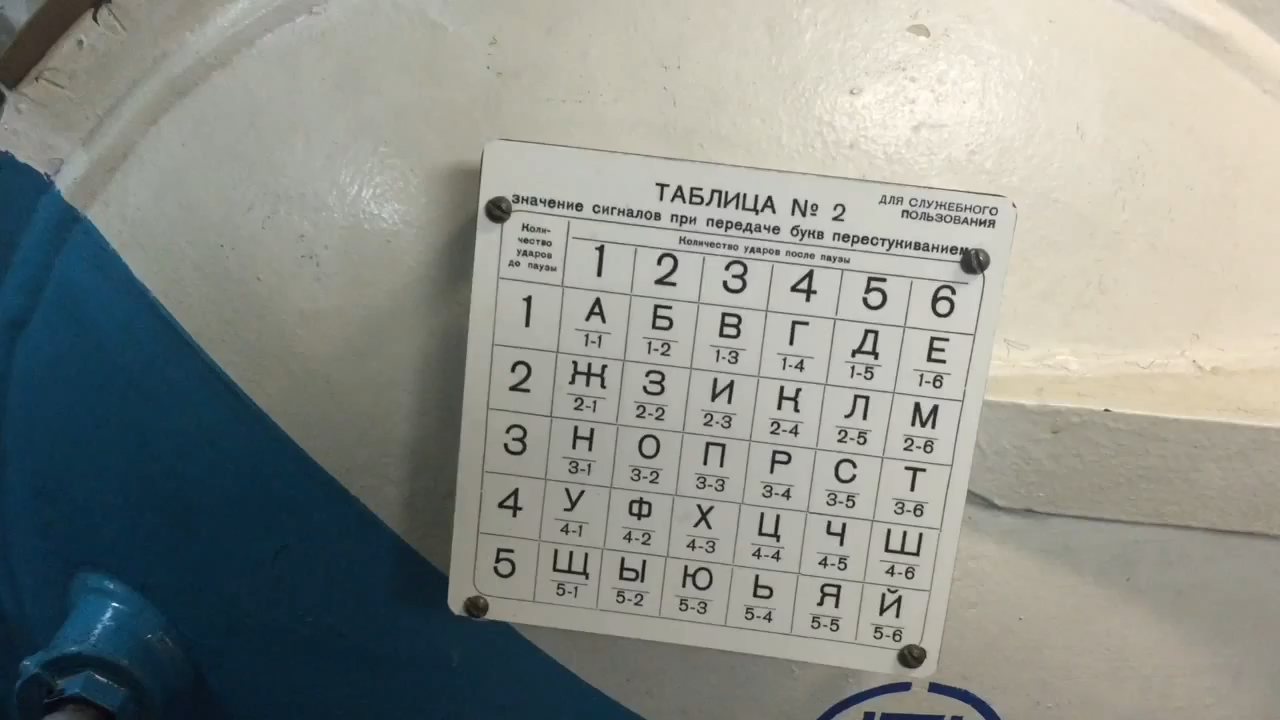 ТАБЛИЦА № 2
ДЛЯ СЛУЖЕБНОГО
ПОЛЬЗОВАНИЯ
значение сигналов при передаче букв перестукиванием
Коли-
чество
ударов
до паузы
Количество ударов после паузы
1 2 3 4 5 6
1 А Б В Г Д Е
1-1 1-2 1-3 1-4 1-5 1-6
2 Ж З И К Л М
2-1 2-2 2-3 2-4 2-5 2-6
3 Н О П Р С Т
3-1 3-2 3-3 3-4 3-5 3-6
4 У Ф Х Ц Ч Ш
4-1 4-2 4-3 4-4 4-5 4-6
5 Щ Ы Ю Ь Я Й
5-1 5-2 5-3 5-4 5-5 5-6